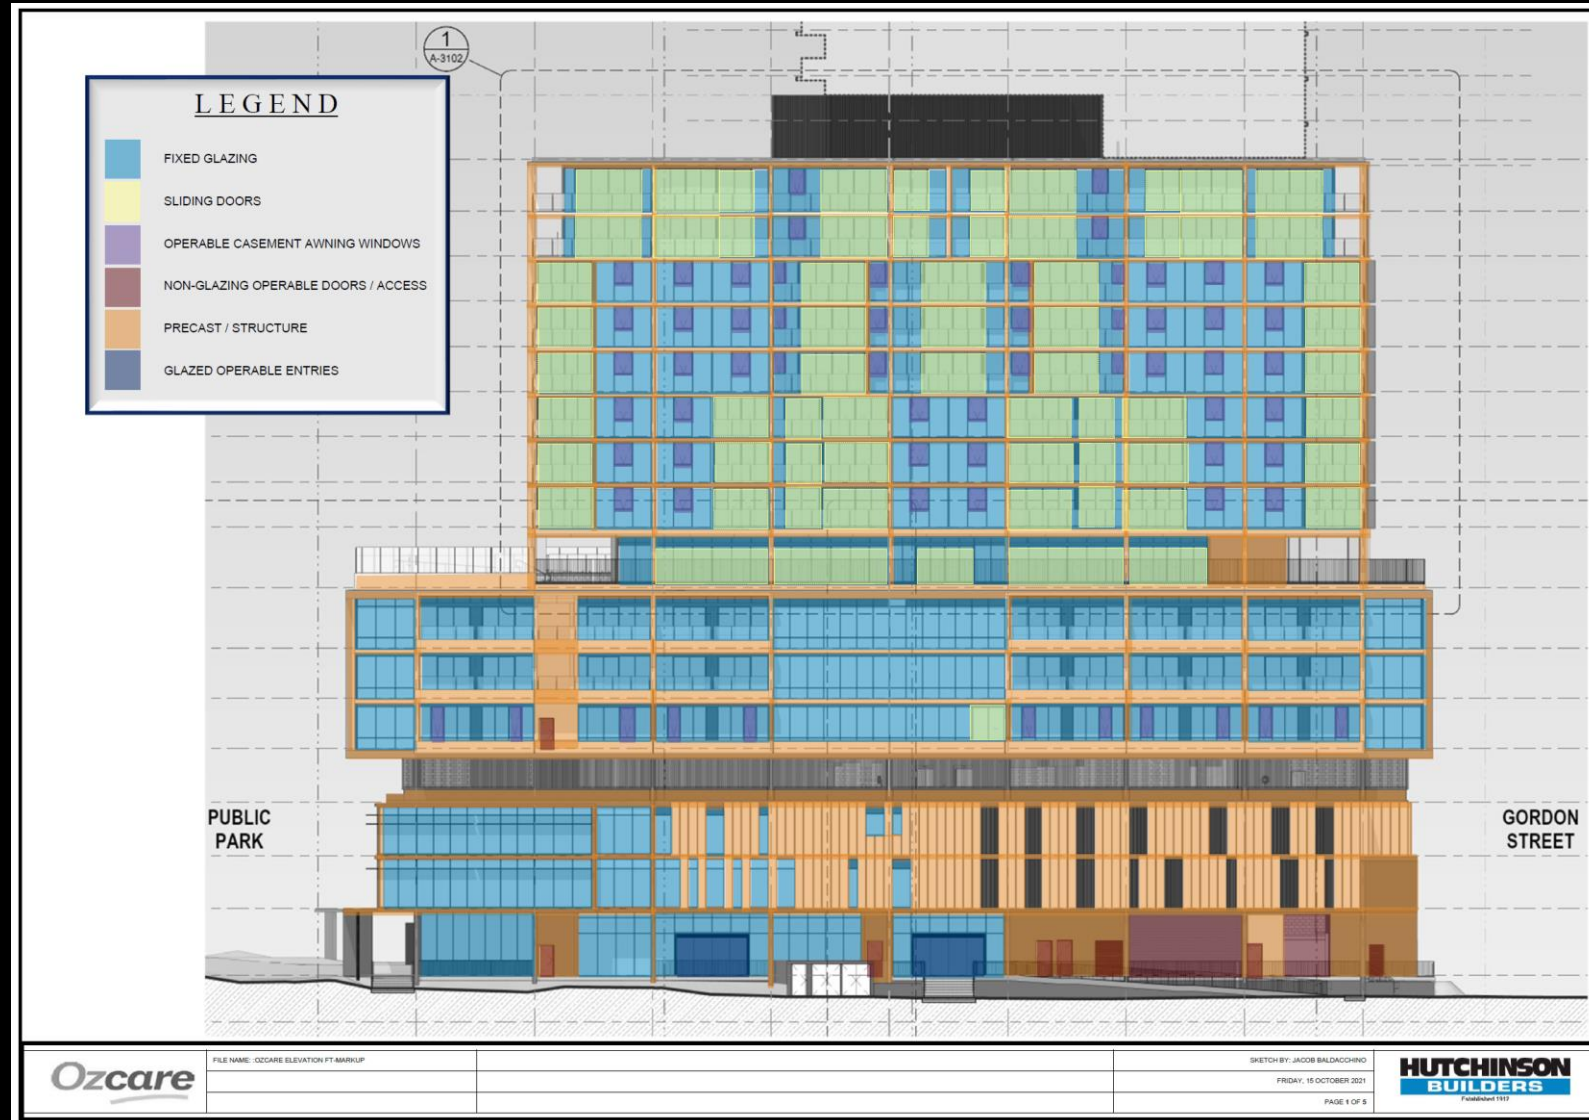 1
A-3102
LEGEND
FIXED GLAZING
SLIDING DOORS
OPERABLE CASEMENT AWNING WINDOWS
NON-GLAZING OPERABLE DOORS / ACCESS
PRECAST / STRUCTURE
GLAZED OPERABLE ENTRIES
PUBLIC
PARK
GORDON
STREET
Ozcare
FILE NAME: :OZCARE ELEVATION FT-MARKUP
SKETCH BY: JACOB BALDACCHINO
FRIDAY, 15 OCTOBER 2021
PAGE 1 OF 5
HUTCHINSON
BUILDERS
Established 1912